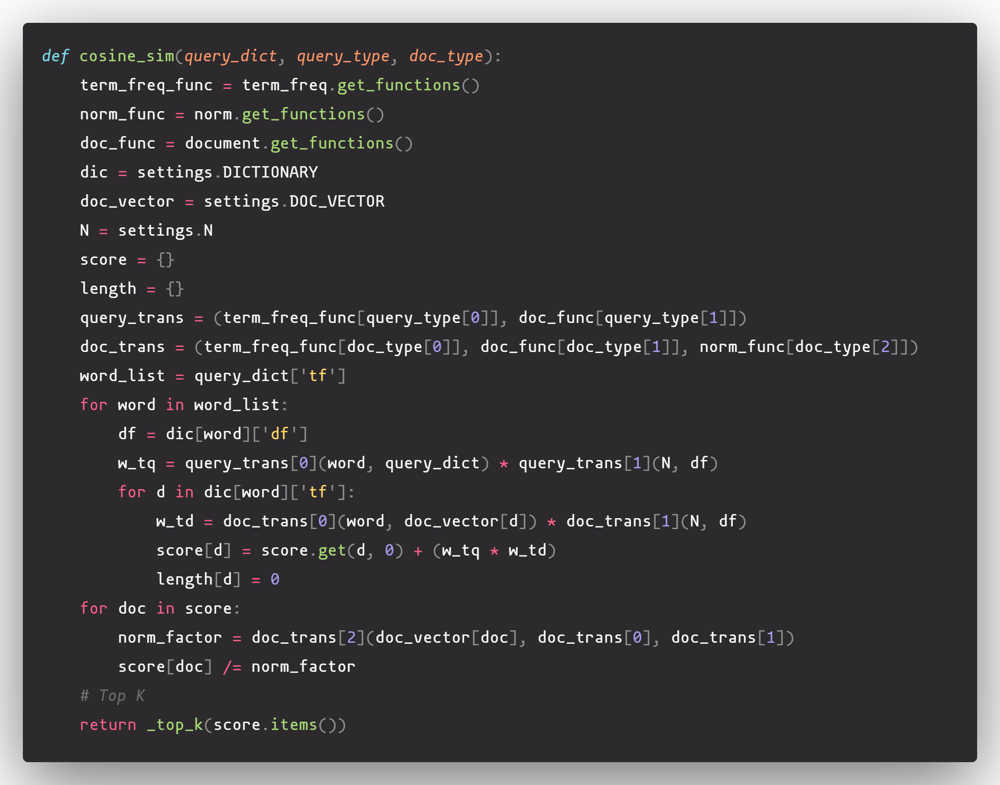 def cosine_sim(query_dict, query_type, doc_type):
    term_freq_func = term_freq.get_functions()
    norm_func = norm.get_functions()
    doc_func = document.get_functions()
    dic = settings.DICTIONARY
    doc_vector = settings.DOC_VECTOR
    N = settings.N
    score = {}
    length = {}
    query_trans = (term_freq_func[query_type[0]], doc_func[query_type[1]])
    doc_trans = (term_freq_func[doc_type[0]], doc_func[doc_type[1]], norm_func[doc_type[2]])
    word_list = query_dict['tf']
    for word in word_list:
        df = dic[word]['df']
        w_tq = query_trans[0](word, query_dict) * query_trans[1](N, df)
        for d in dic[word]['tf']:
            w_td = doc_trans[0](word, doc_vector[d]) * doc_trans[1](N, df)
            score[d] = score.get(d, 0) + (w_tq * w_td)
            length[d] = 0
    for doc in score:
        norm_factor = doc_trans[2](doc_vector[doc], doc_trans[0], doc_trans[1])
        score[doc] /= norm_factor
    # Top K
    return _top_k(score.items())